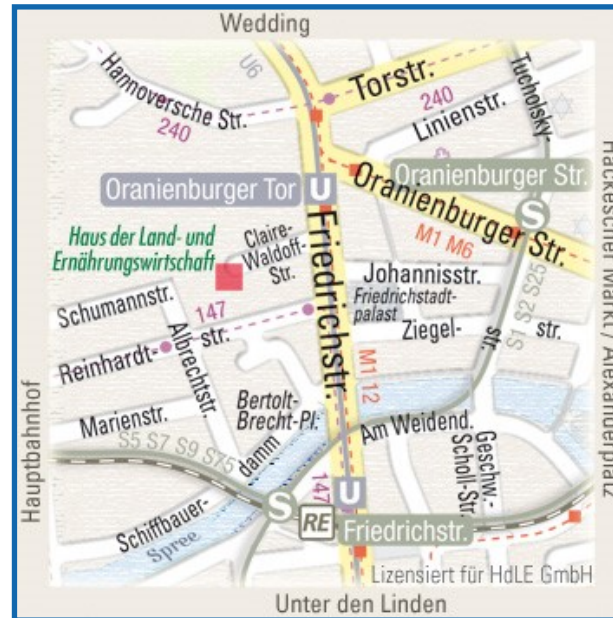 Wedding
U6
Hannoversche Str.
240
Torstr.
240
Linienstr.
Tucholsky-
Oranienburger Tor
U
Oranienburger Str.
S
Oranienburger Str.
M1 M6
Haus der Land- und
Ernährungswirtschaft
Claire-
Waldoff-
Str.
Friedrichstr.
Johannisstr.
Friedrichstadt-
palast
Ziegel-
str.
str.
S1 S2 S25
Hackescher Markt / Alexanderplatz
Schumannstr.
147
Reinhardt-
str.
Albrechtstr.
Marienstr.
Bertolt-
Brecht-Pl.
M1 12
Am Weidend.
Geschw.-
Scholl-Str.
Hauptbahnhof
S5 S7 S9 S75
damm
Schiffbauer-
Spree
S
RE
147
U
Friedrichstr.
Lizensiert für HdLE GmbH
Unter den Linden